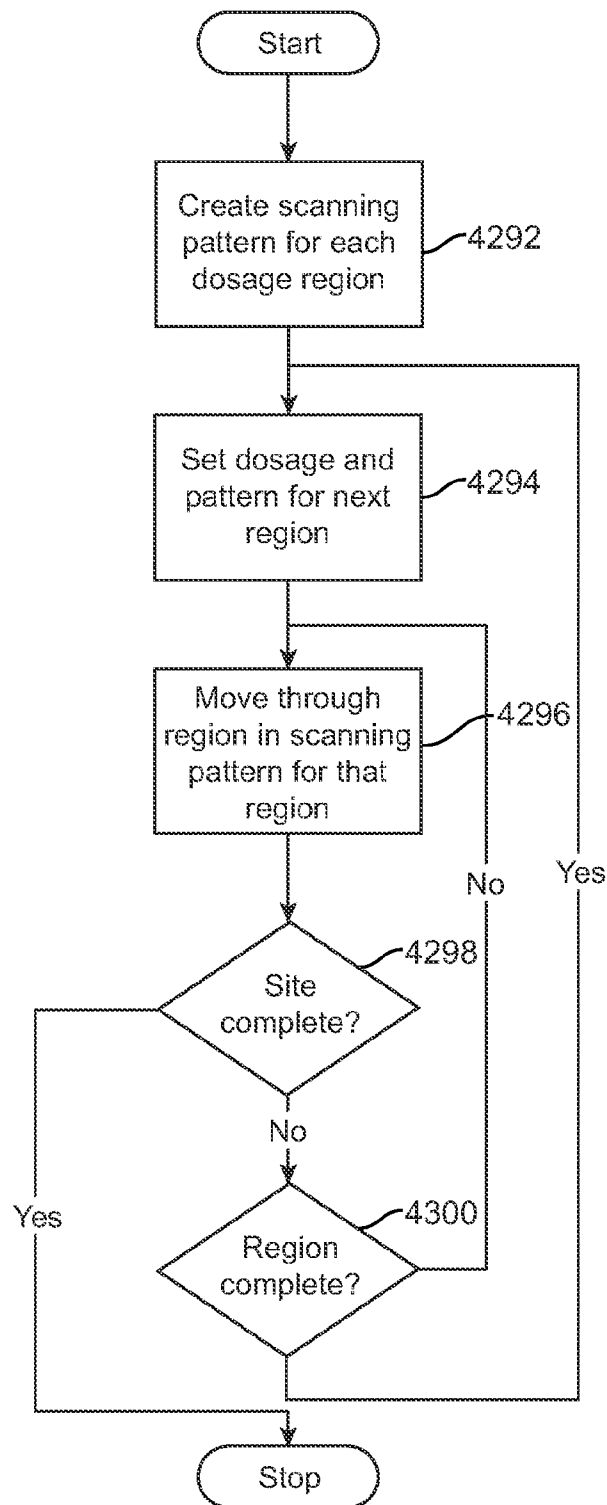 Start
Create scanning
pattern for each
dosage region
4292
Set dosage and
pattern for next
region
4294
Move through
region in scanning
pattern for that
region
4296
No
Yes
4298
Site
complete?
No
Yes
4300
Region
complete?
Stop